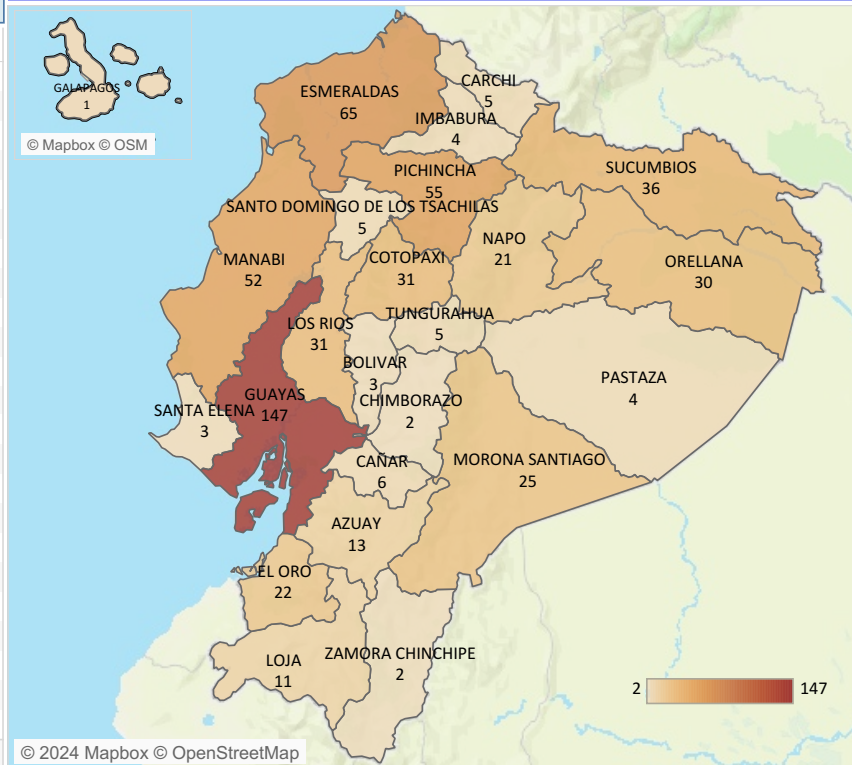 GALAPAGOS
1
© Mapbox © OSM
ESMERALDAS
65
CARCHI
5
IMBABURA
4
PICHINCHA
55
SUCUMBIOS
36
SANTO DOMINGO DE LOS TSACHILAS
5
NAPO
21
MANABI
52
COTOPAXI
31
ORELLANA
30
TUNGURAHUA
5
LOS RIOS
31
BOLIVAR
3
PASTAZA
4
GUAYAS
147
CHIMBORAZO
2
SANTA ELENA
3
CAÑAR
6
MORONA SANTIAGO
25
AZUAY
13
EL ORO
22
LOJA
11
ZAMORA CHINCHIPE
2
2
147
© 2024 Mapbox © OpenStreetMap